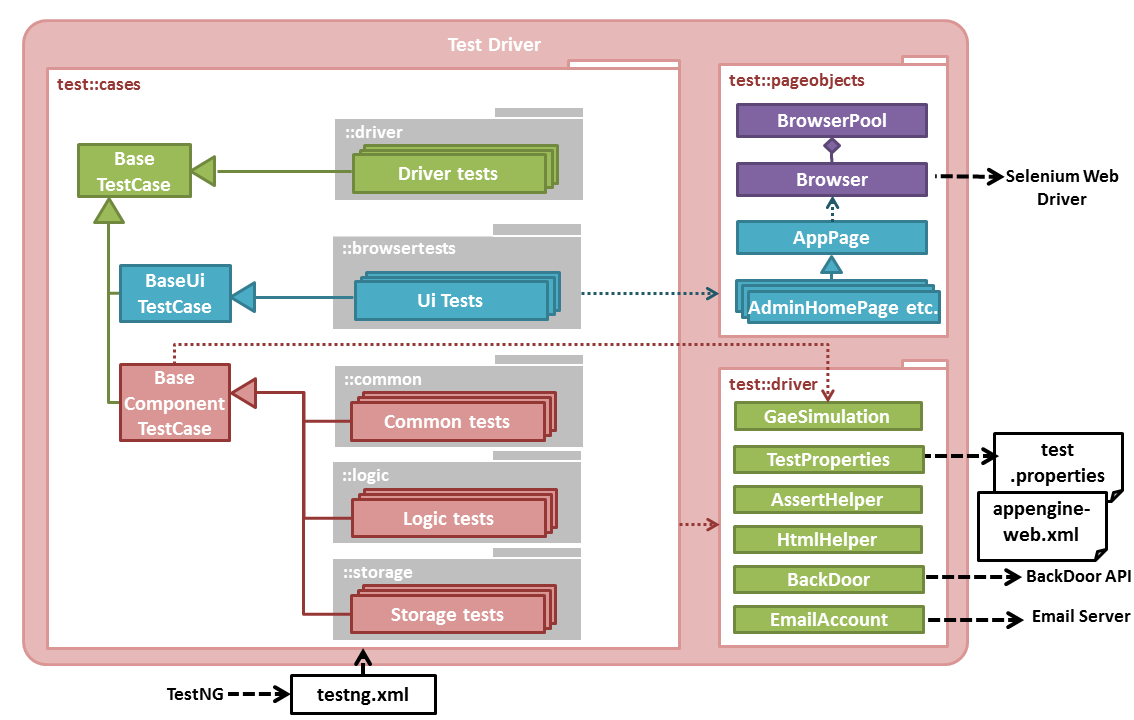 Test Driver
test::cases
::driver
Driver tests
Base
TestCase
::browsertests
Ui Tests
BaseUi
TestCase
Base
Component
TestCase
::common
Common tests
::logic
Logic tests
::storage
Storage tests
test::pageobjects
BrowserPool
Browser
AppPage
AdminHomePage etc.
Selenium Web
Driver
test::driver
GaeSimulation
TestProperties
AssertHelper
HtmlHelper
BackDoor
EmailAccount
test
.properties
appengine-
web.xml
BackDoor API
Email Server
TestNG
testng.xml